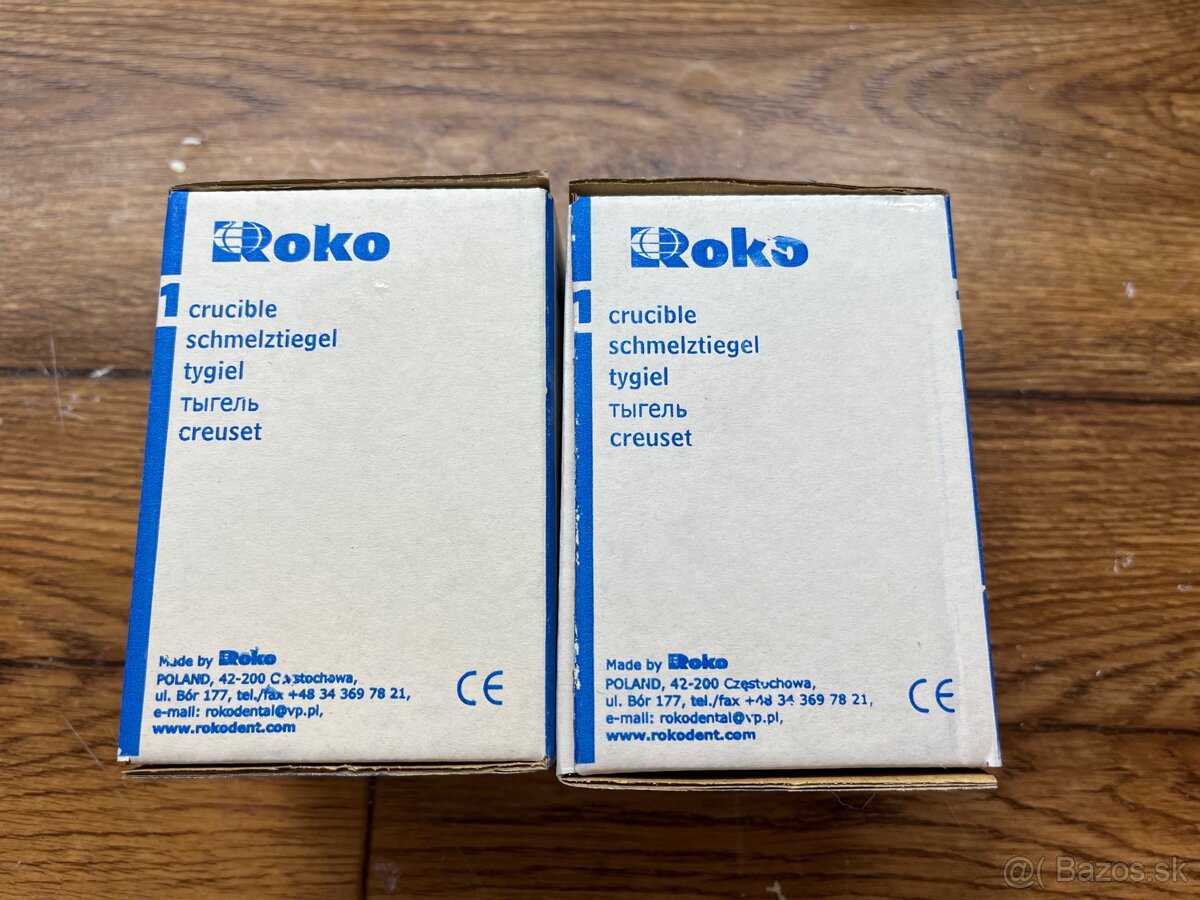 Roko
1
crucible
schmelztiegel
tygiel
тыгель
creuset
Made by Roko
POLAND, 42-200 Częstochowa,
ul. Bór 177, tel./fax +48 34 369 78 21,
e-mail: rokodental@vp.pl,
www.rokodent.com
CE
Roko
1
crucible
schmelztiegel
tygiel
тыгель
creuset
Made by Roko
POLAND, 42-200 Częstochowa,
ul. Bór 177, tel./fax +48 34 369 78 21,
e-mail: rokodental@vp.pl,
www.rokodent.com
CE
@( Bazos.sk